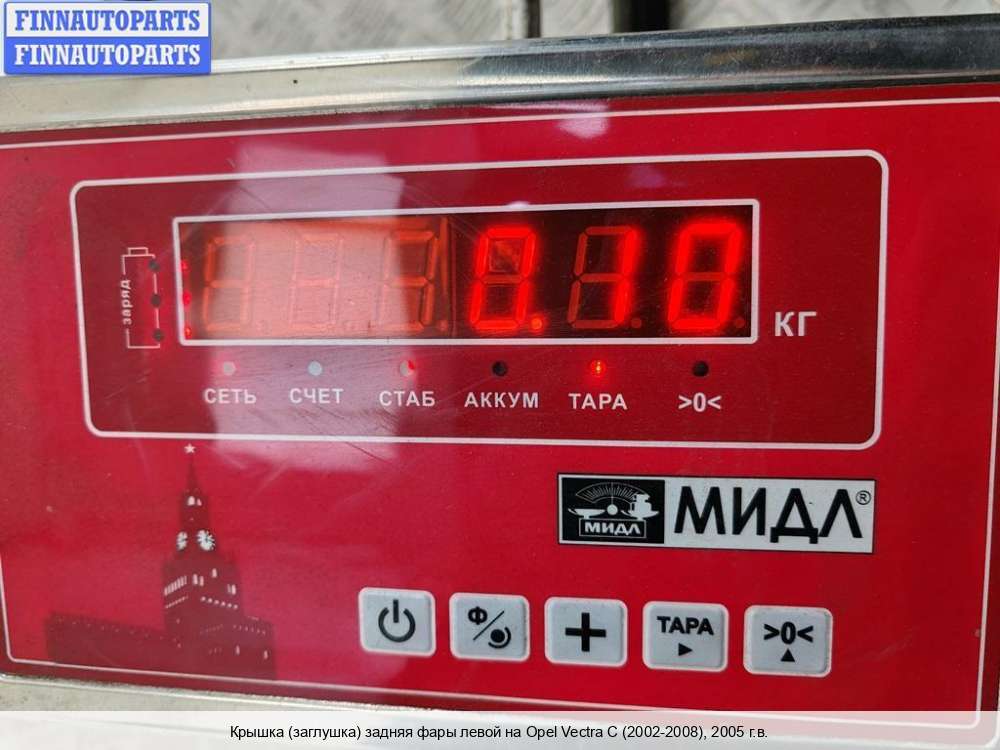 FINNAUTOPARTS
FINNAUTOPARTS
заряд
0.10
КГ
СЕТЬ СЧЕТ СТАБ АККУМ ТАРА >0<
МИДЛ МИДЛ®
Ф ТАРА >0<
Крышка (заглушка) задняя фары левой на Opel Vectra C (2002-2008), 2005 г.в.